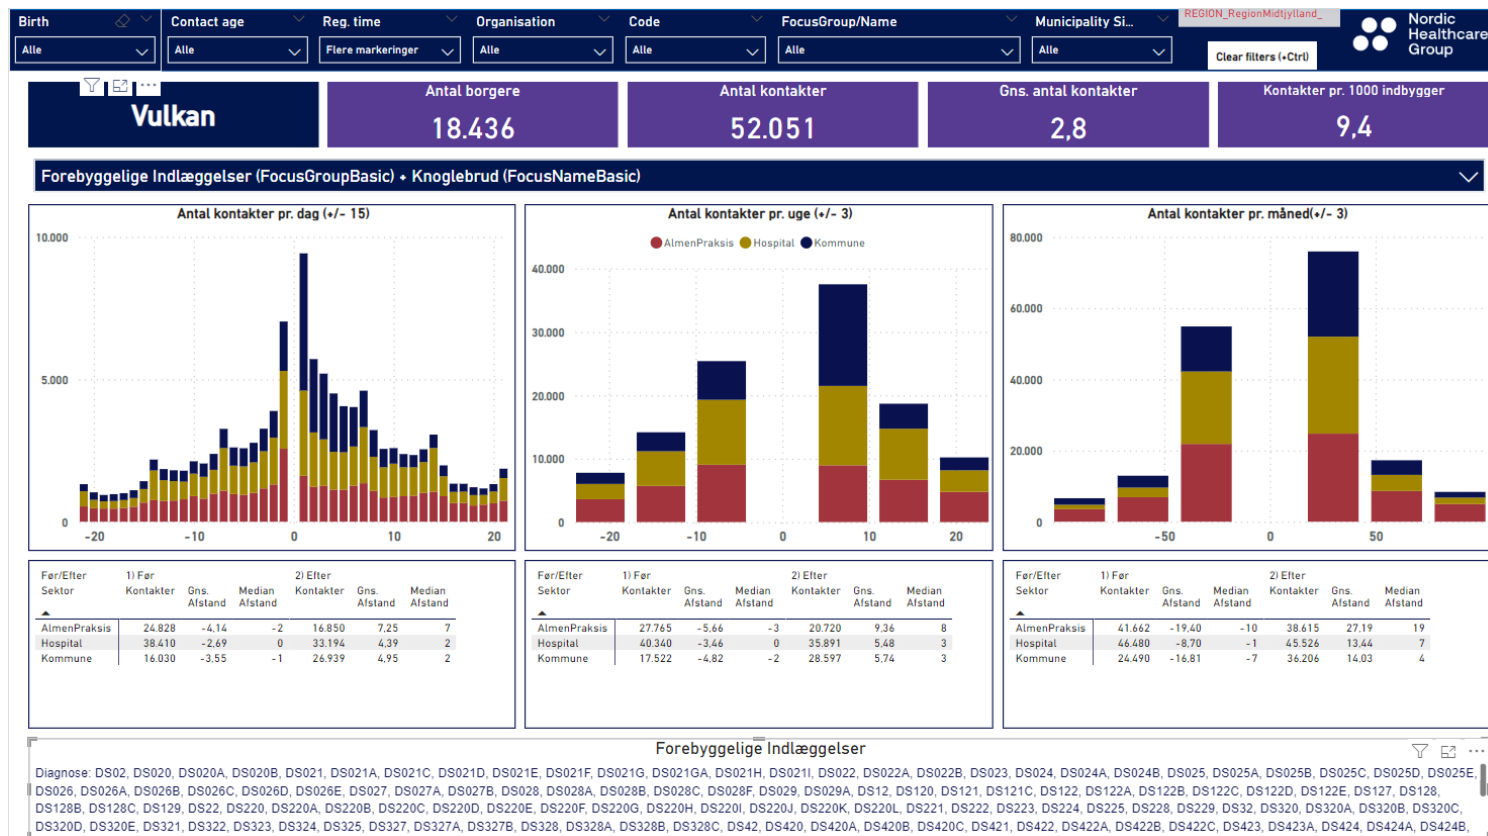 Birth Contact age Reg. time Organisation Code FocusGroup/Name Municipality Si... REGION_RegionMidtjylland_
Alle Alle Flere markeringer Alle Alle Alle Alle Clear filters (+Ctrl)
Nordic
Healthcare
Group
Vulkan
Antal borgere
18.436
Antal kontakter
52.051
Gns. antal kontakter
2,8
Kontakter pr. 1000 indbygger
9,4
Forebyggelige Indlæggelser (FocusGroupBasic) + Knoglebrud (FocusNameBasic)
Antal kontakter pr. dag (+/- 15)
10.000
5.000
0
-20 -10 0 10 20
Antal kontakter pr. uge (+/- 3)
AlmenPraksis Hospital Kommune
40.000
30.000
20.000
10.000
0
-20 -10 0 10 20
Antal kontakter pr. måned(+/- 3)
80.000
60.000
40.000
20.000
0
-50 0 50
Før/Efter 1) Før 2) Efter
Sektor Kontakter Gns. Afstand Median Afstand Kontakter Gns. Afstand Median Afstand
AlmenPraksis 24.828 -4,14 -2 16.850 7,25 7
Hospital 38.410 -2,69 0 33.194 4,39 2
Kommune 16.030 -3,55 -1 26.939 4,95 2
Før/Efter 1) Før 2) Efter
Sektor Kontakter Gns. Afstand Median Afstand Kontakter Gns. Afstand Median Afstand
AlmenPraksis 27.765 -5,66 -3 20.720 9,36 8
Hospital 40.340 -3,46 0 35.891 5,48 3
Kommune 17.522 -4,82 -2 28.597 5,74 3
Før/Efter 1) Før 2) Efter
Sektor Kontakter Gns. Afstand Median Afstand Kontakter Gns. Afstand Median Afstand
AlmenPraksis 41.662 -19,40 -10 38.615 27,19 19
Hospital 46.480 -8,70 -1 45.526 13,44 7
Kommune 24.490 -16,81 -7 36.206 14,03 4
Forebyggelige Indlæggelser
Diagnose: DS02, DS020, DS020A, DS020B, DS021, DS021A, DS021C, DS021D, DS021E, DS021F, DS021G, DS021GA, DS021H, DS021I, DS022, DS022A, DS022B, DS023, DS024, DS024A, DS024B, DS025, DS025A, DS025B, DS025C, DS025D, DS025E,
DS026, DS026A, DS026B, DS026C, DS026D, DS026E, DS027, DS027A, DS027B, DS028, DS028A, DS028B, DS028C, DS028F, DS029, DS029A, DS12, DS120, DS121, DS121C, DS122, DS122A, DS122B, DS122C, DS122D, DS122E, DS127, DS128,
DS128B, DS128C, DS129, DS22, DS220, DS220A, DS220B, DS220C, DS220D, DS220E, DS220F, DS220G, DS220H, DS220I, DS220J, DS220K, DS220L, DS221, DS222, DS223, DS224, DS225, DS228, DS229, DS32, DS320, DS320A, DS320B, DS320C,
DS320D, DS320E, DS321, DS322, DS323, DS324, DS325, DS327, DS327A, DS327B, DS328, DS328A, DS328B, DS328C, DS42, DS420, DS420A, DS420B, DS420C, DS421, DS422, DS422A, DS422B, DS422C, DS423, DS423A, DS424, DS424A, DS424B,